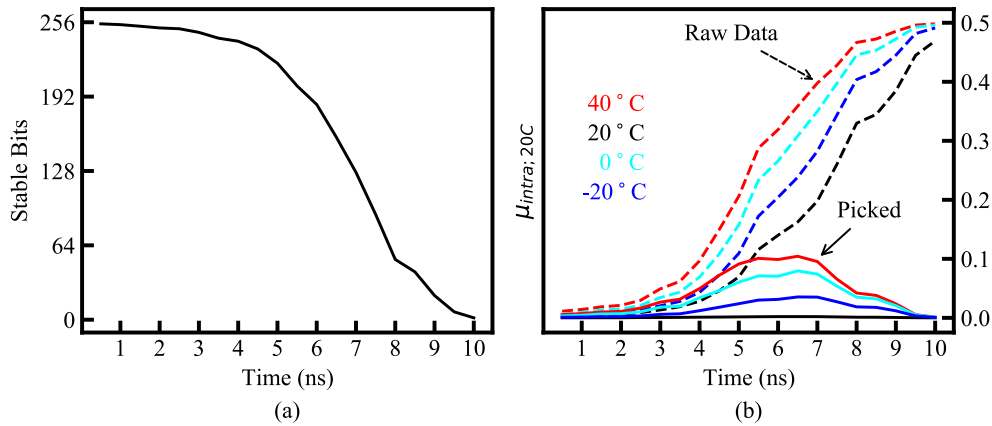 256
192
128
64
0
Stable Bits
1 2 3 4 5 6 7 8 9 10
Time (ns)
(a)
Raw Data
40°C
20°C
0°C
-20°C
Picked
μintra; 20C
0.5
0.4
0.3
0.2
0.1
0.0
1 2 3 4 5 6 7 8 9 10
Time (ns)
(b)